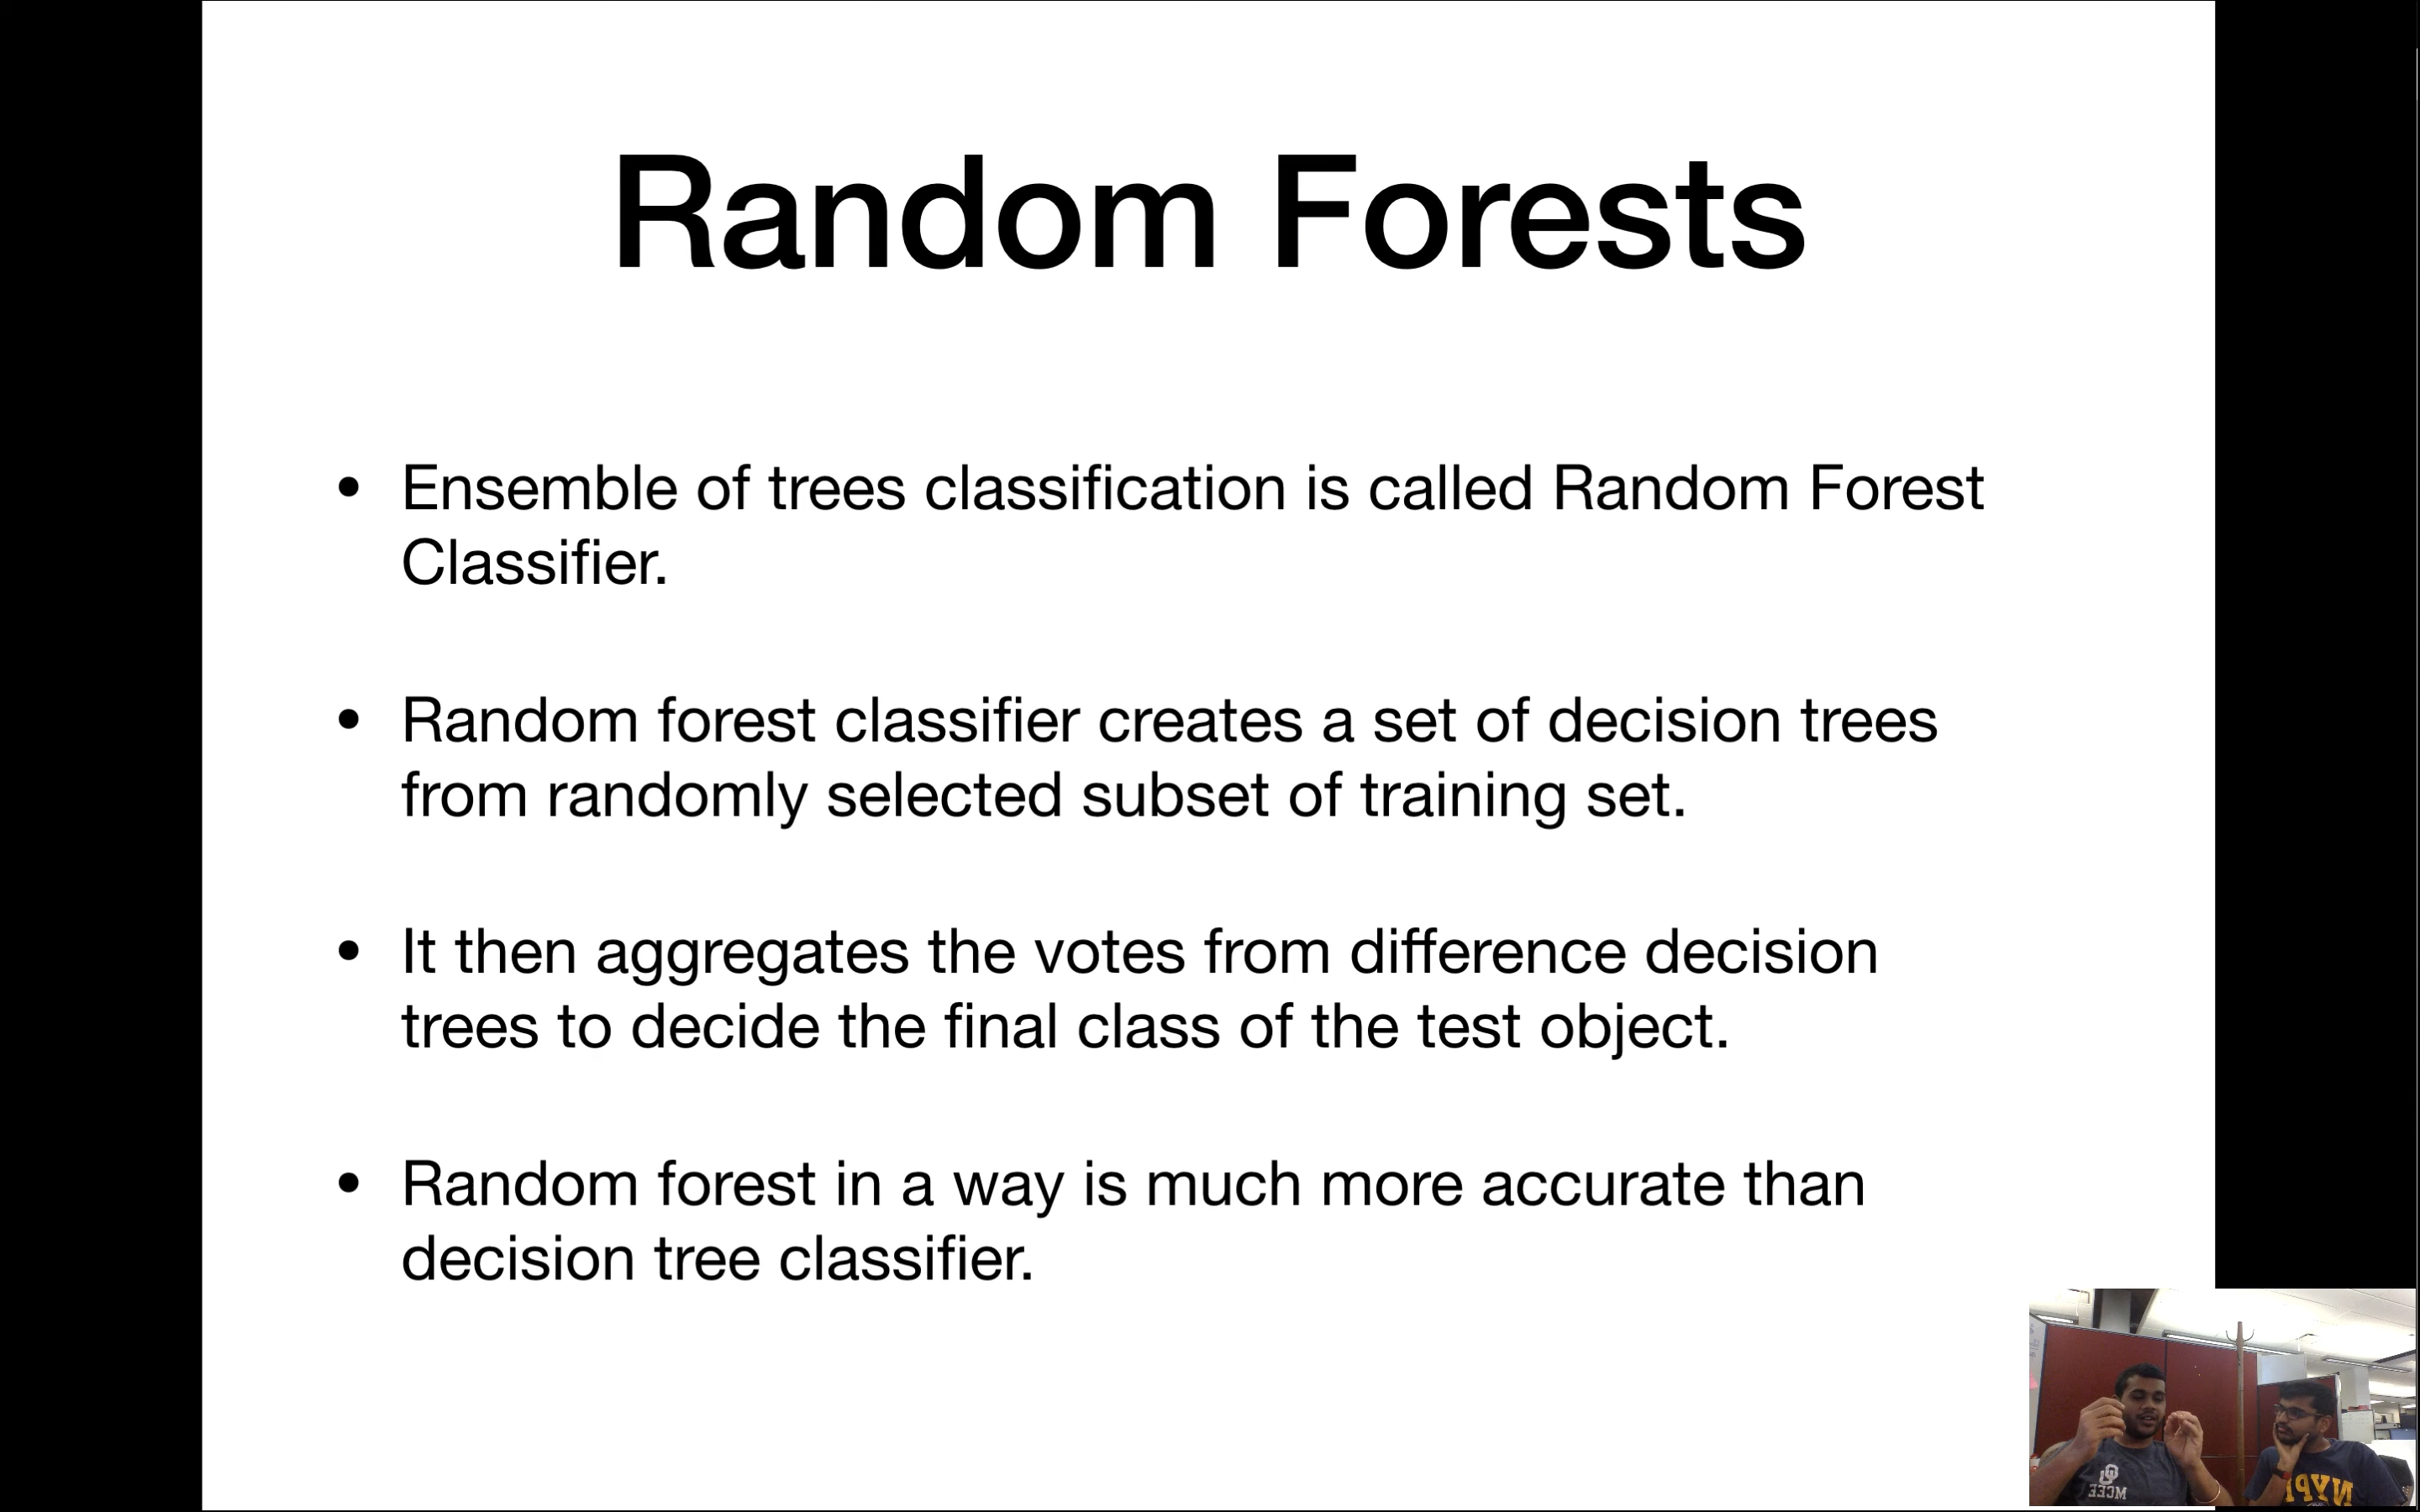 Random Forests
• Ensemble of trees classification is called Random Forest
Classifier.
• Random forest classifier creates a set of decision trees
from randomly selected subset of training set.
• It then aggregates the votes from difference decision
trees to decide the final class of the test object.
• Random forest in a way is much more accurate than
decision tree classifier.
MCEE